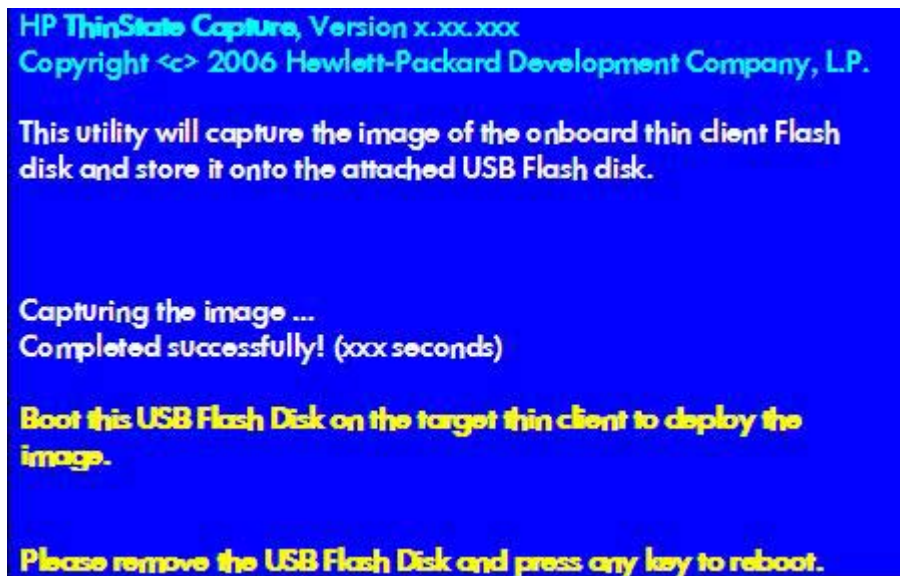 HP ThinState Capture, Version x.xx.xxx
Copyright <c> 2006 Hewlett-Packard Development Company, L.P.
This utility will capture the image of the onboard thin client Flash
disk and store it onto the attached USB Flash disk.
Capturing the image ...
Completed successfully! (xxx seconds)
Boot this USB Flash Disk on the target thin client to deploy the
image.
Please remove the USB Flash Disk and press any key to reboot.